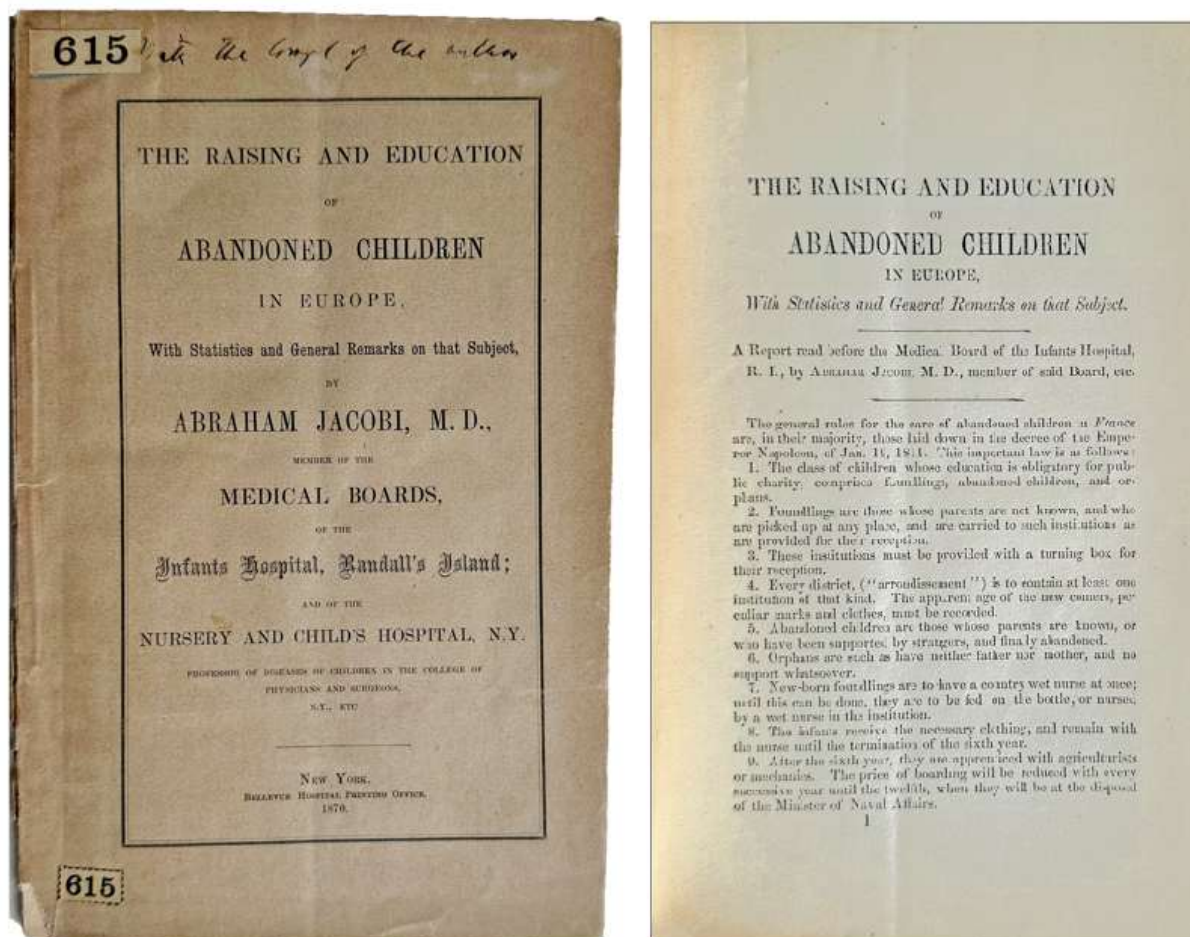 615
the compl of the author
THE RAISING AND EDUCATION
OF
ABANDONED CHILDREN
IN EUROPE,
With Statistics and General Remarks on that Subject,
BY
ABRAHAM JACOBI, M. D.,
MEMBER OF THE
MEDICAL BOARDS,
OF THE
Infants Hospital, Randall's Island;
AND OF THE
NURSERY AND CHILD'S HOSPITAL, N.Y.
PROFESSOR OF DISEASES OF CHILDREN IN THE COLLEGE OF
PHYSICIANS AND SURGEONS,
N.Y., ETC
NEW YORK.
BELLEVUE HOSPITAL PRINTING OFFICE.
1870.
615
THE RAISING AND EDUCATION
OF
ABANDONED CHILDREN
IN EUROPE,
With Statistics and General Remarks on that Subject.
A Report read before the Medical Board of the Infants Hospital,
R. I., by ABRAHAM JACOBI, M. D., member of said Board, etc.
The general rules for the care of abandoned children in France
are, in their majority, those laid down in the decree of the Empe-
ror Napoleon, of Jan. This important law is as follows:
1. The class of children whose education is obligatory for pub-
lic charity, comprises foundlings, abandoned children, and or-
phans.
2. Foundlings are those whose parents are not known, and who
are picked up at any place, and are carried to such institutions as
are provided for their reception.
3. These institutions must be provided with a turning box for
their reception.
4. Every district, ("arrondissement") is to contain at least one
institution of that kind. The apparent age of the new comers, pe-
culiar marks and clothes, must be recorded.
5. Abandoned children are those whose parents are known, or
who have been supported by strangers, and finally abandoned.
6. Orphans are such as have neither father nor mother, and no
support whatsoever.
7. New-born foundlings are to have a country wet nurse at once;
until this can be done, they are to be fed on the bottle, or nursed
by a wet nurse in the institution.
8. The infants receive the necessary clothing, and remain with
the nurse until the termination of the sixth year.
9. After the sixth year, they are apprenticed with agriculturists
or mechanics. The price of boarding will be reduced with every
successive year until the twelfth, when they will be at the disposal
of the Minister of Naval Affairs.
1